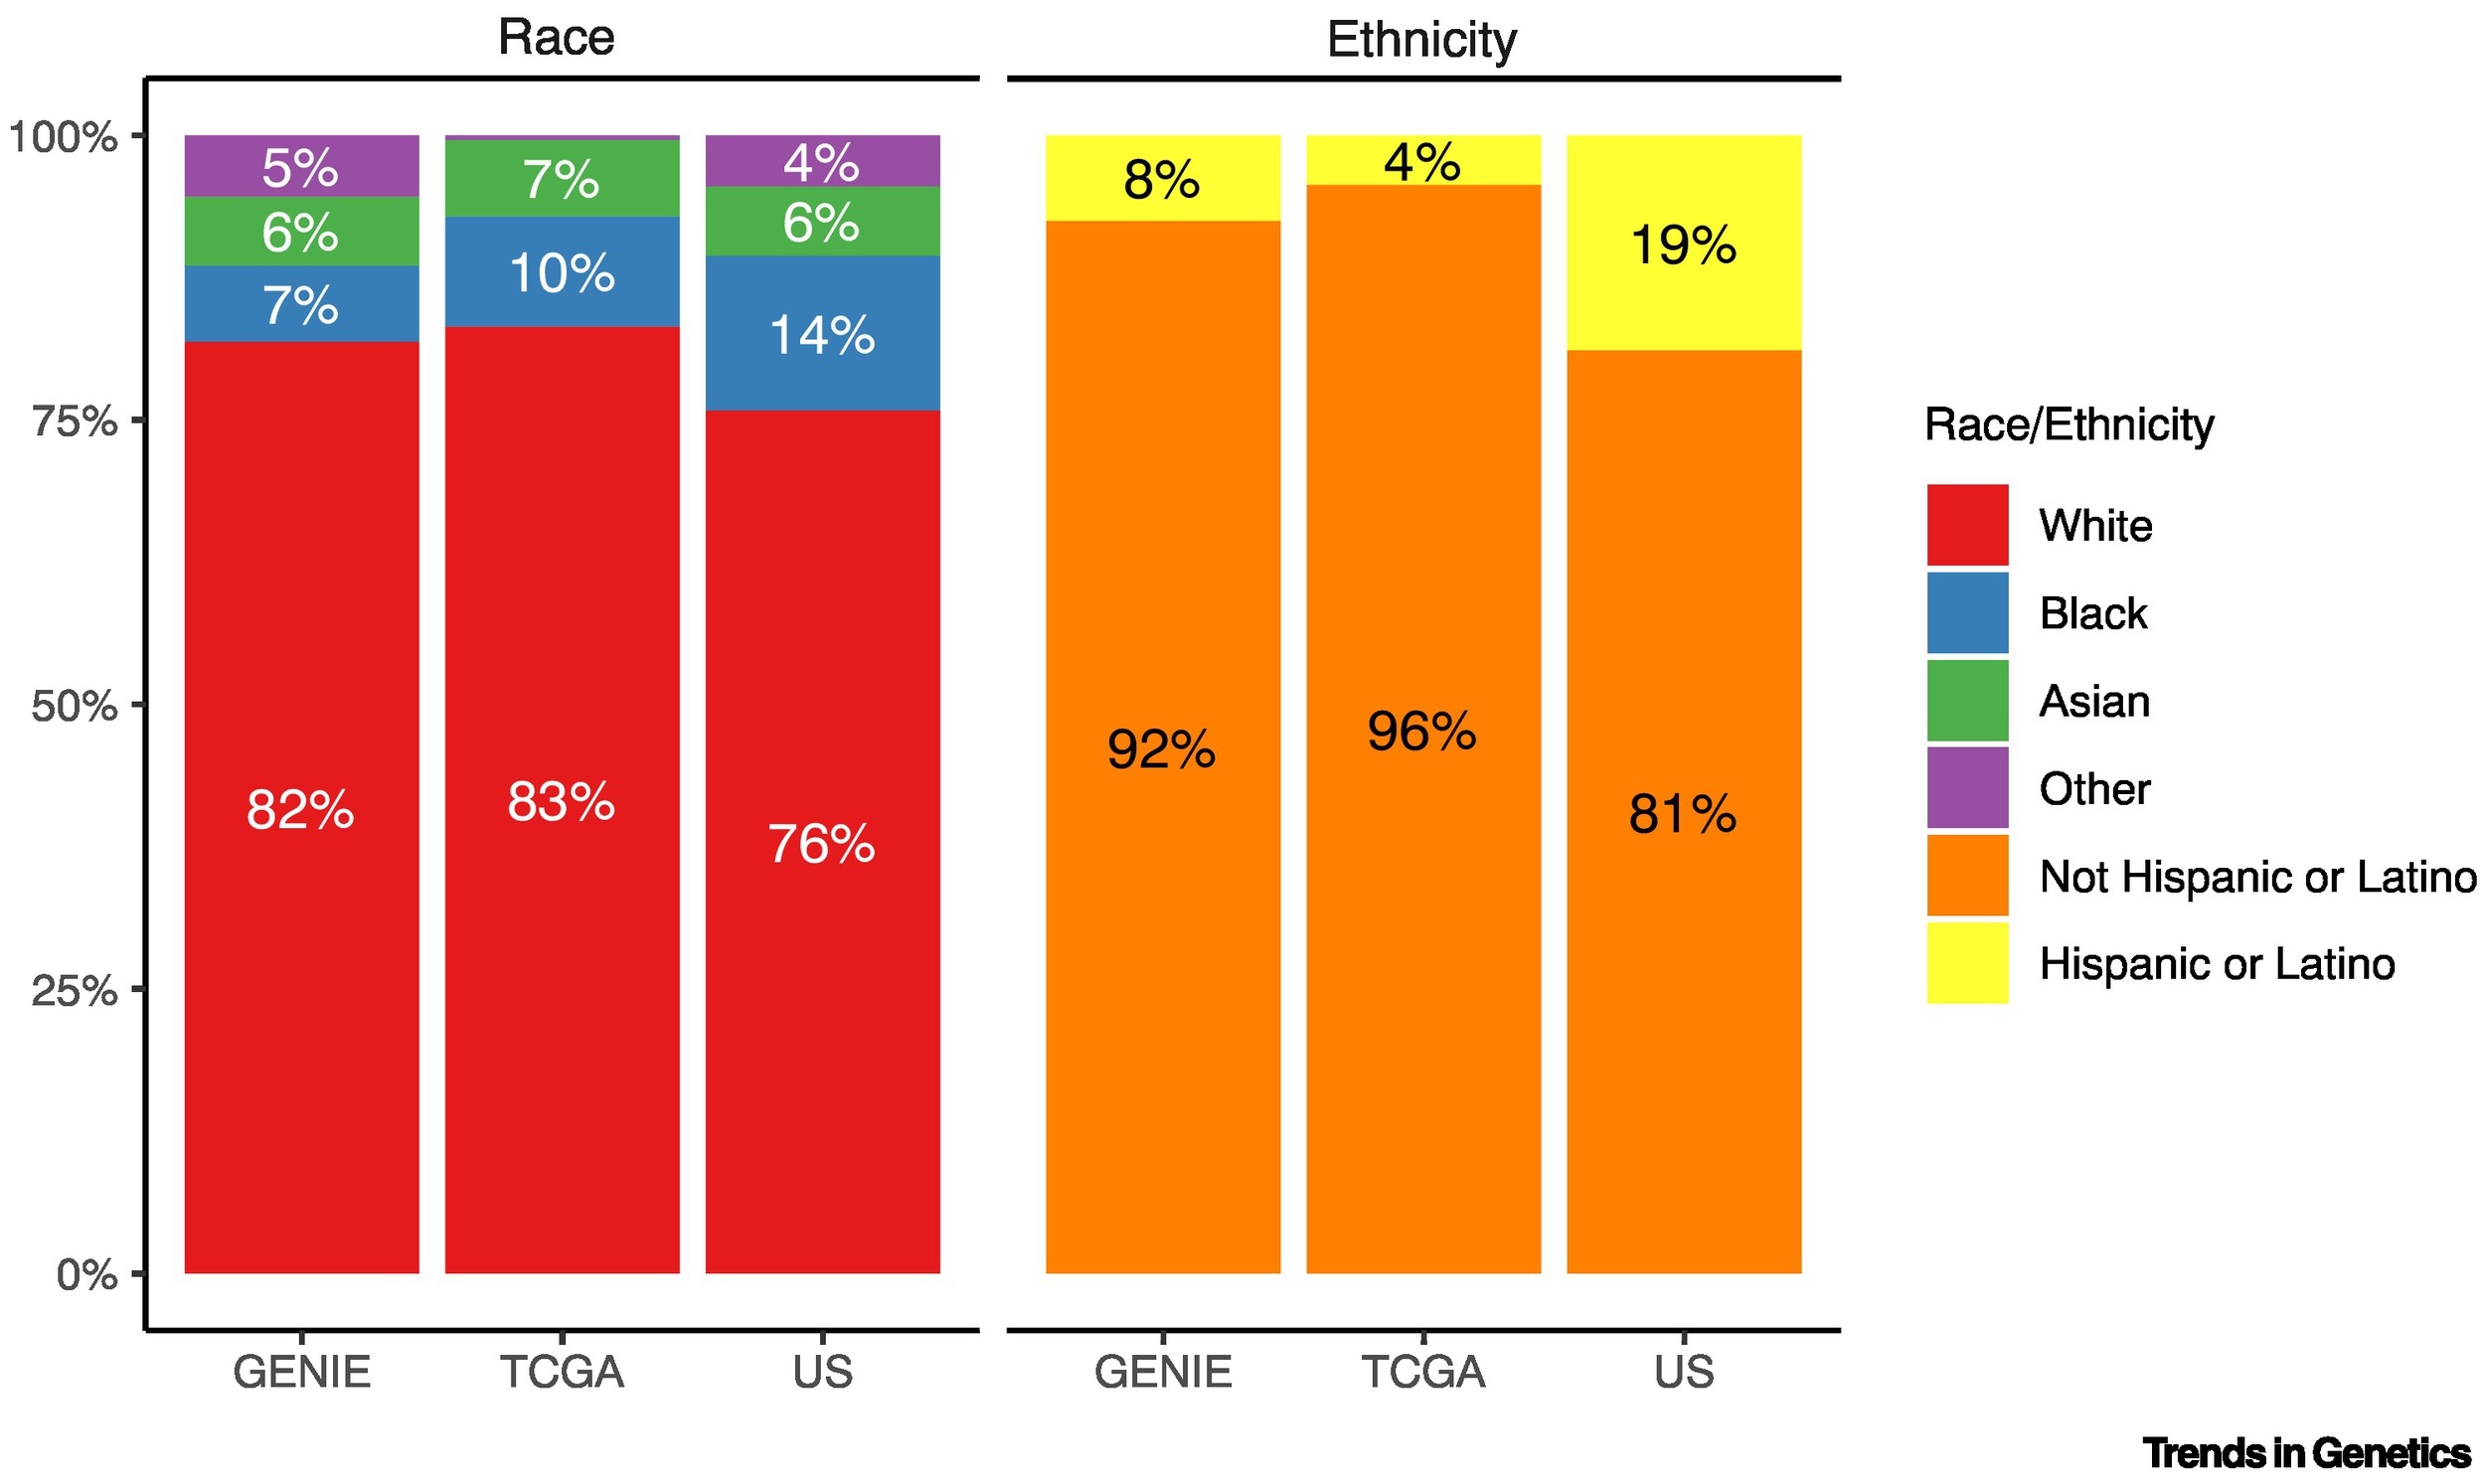 Race
Ethnicity
100%
75%
50%
25%
0%
5%
6%
7%
82%
7%
10%
83%
4%
6%
14%
76%
8%
92%
4%
96%
19%
81%
GENIE
TCGA
US
GENIE
TCGA
US
Race/Ethnicity
White
Black
Asian
Other
Not Hispanic or Latino
Hispanic or Latino
Trends in Genetics